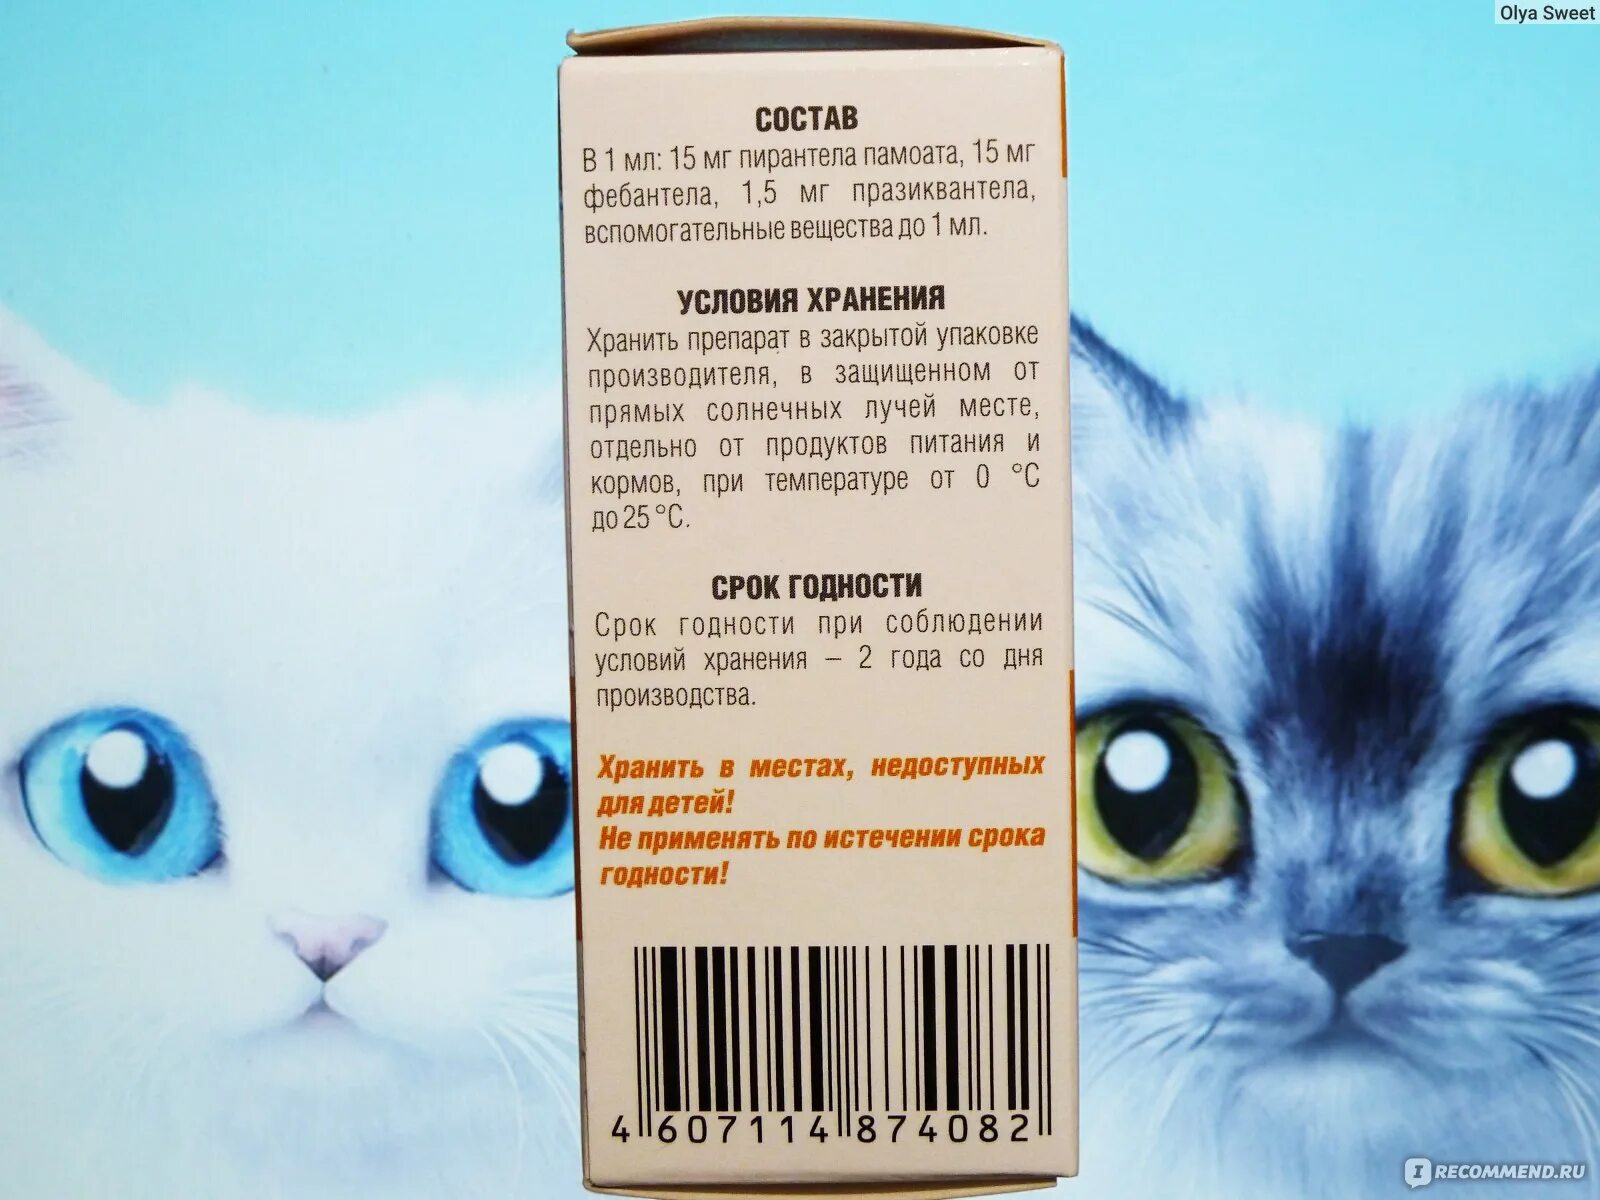 Olya Sweet
СОСТАВ
В 1 мл: 15 мг пирантела памоата, 15 мг
фебантела, 1,5 мг празиквантела,
вспомогательные вещества до 1 мл.
УСЛОВИЯ ХРАНЕНИЯ
Хранить препарат в закрытой упаковке
производителя, в защищенном от
прямых солнечных лучей месте,
отдельно от продуктов питания и
кормов, при температуре от 0 °С
до 25 °С.
СРОК ГОДНОСТИ
Срок годности при соблюдении
условий хранения – 2 года со дня
производства.
Хранить в местах, недоступных
для детей!
Не применять по истечении срока
годности!
4 607114 874082
IRECOMMEND.RU